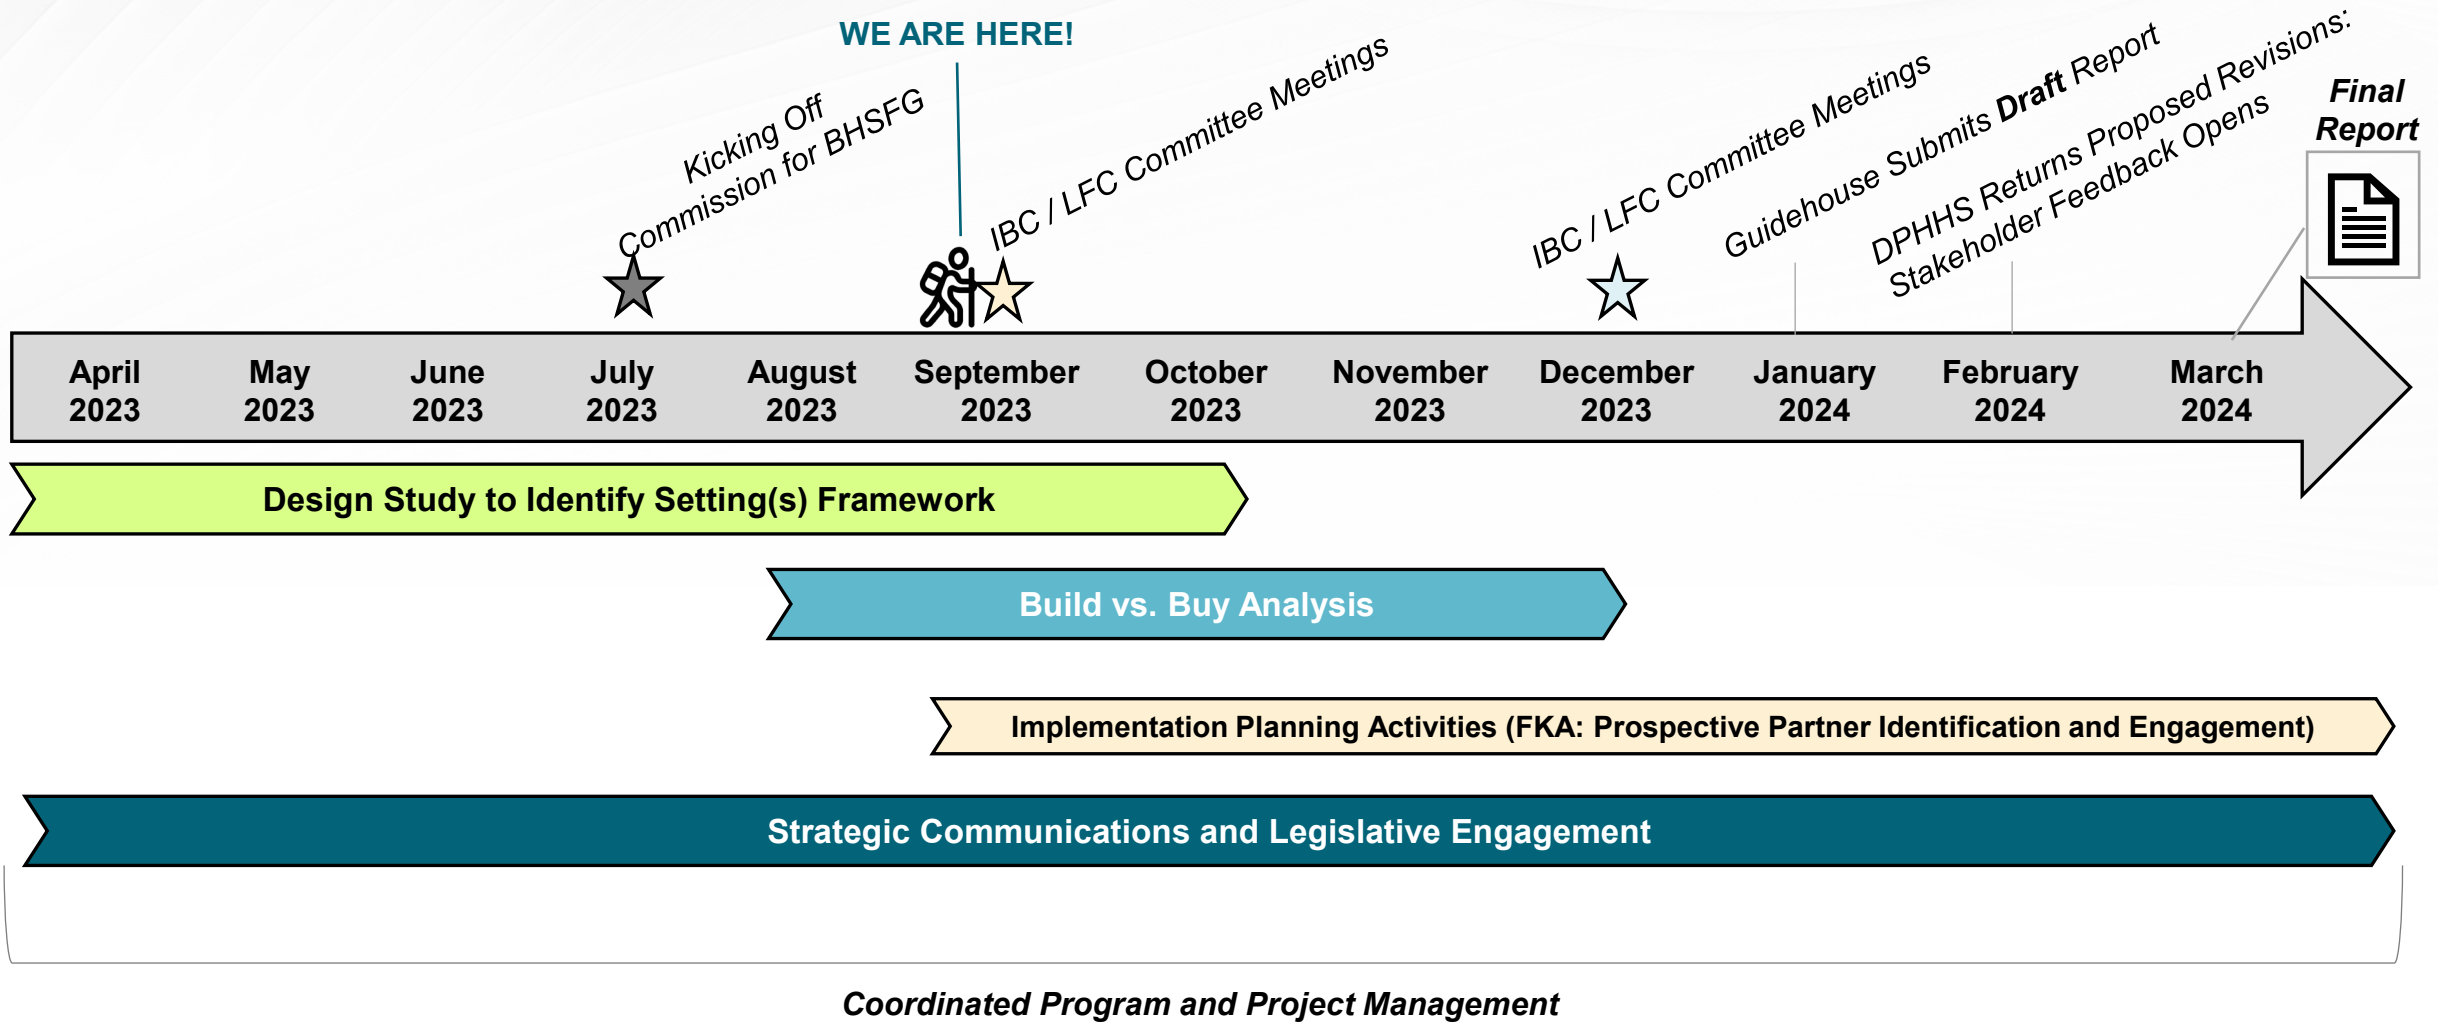 WE ARE HERE!
Kicking Off
Commission for BHSFG
IBC / LFC Committee Meetings
IBC / LFC Committee Meetings
Guidehouse Submits Draft Report
DPHHS Returns Proposed Revisions:
Stakeholder Feedback Opens
Final
Report
April
2023
May
2023
June
2023
July
2023
August
2023
September
2023
October
2023
November
2023
December
2023
January
2024
February
2024
March
2024
Design Study to Identify Setting(s) Framework
Build vs. Buy Analysis
Implementation Planning Activities (FKA: Prospective Partner Identification and Engagement)
Strategic Communications and Legislative Engagement
Coordinated Program and Project Management